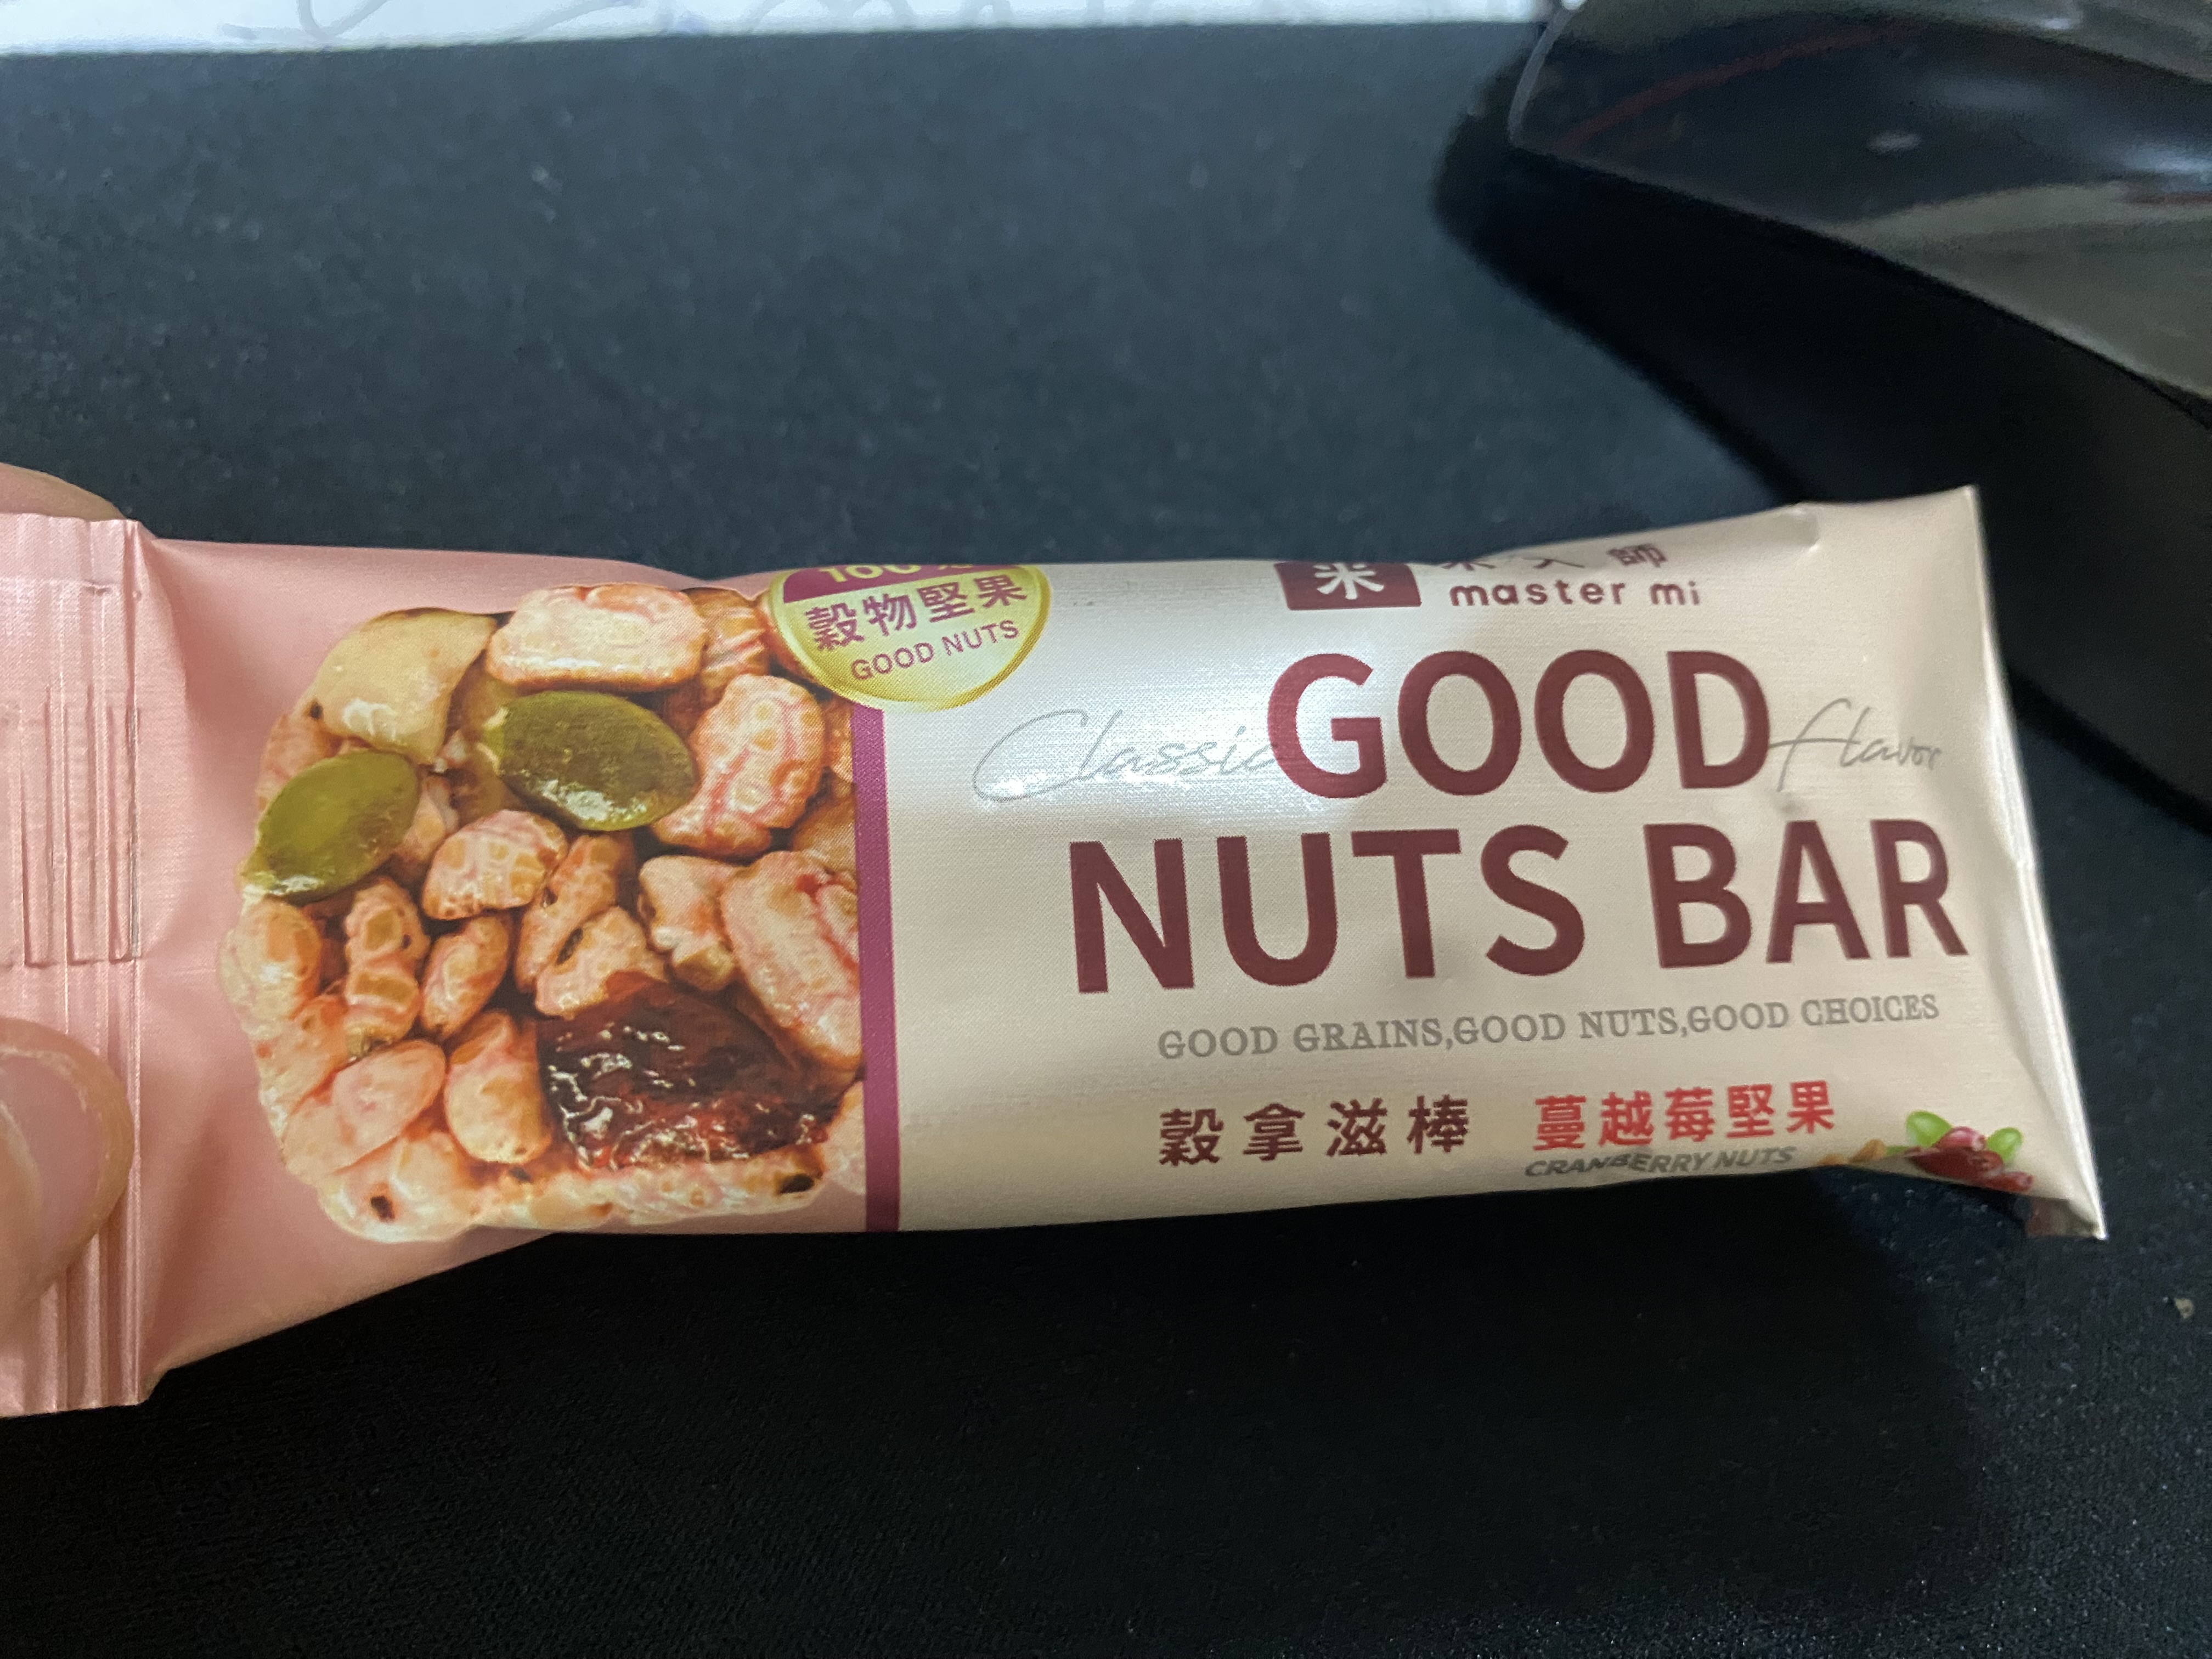 穀物堅果
GOOD NUTS
米
師
master mi
Classic
GOOD
flavor
NUTS BAR
GOOD GRAINS,GOOD NUTS,GOOD CHOICES
穀拿滋棒 蔓越莓堅果
CRANBERRY NUTS